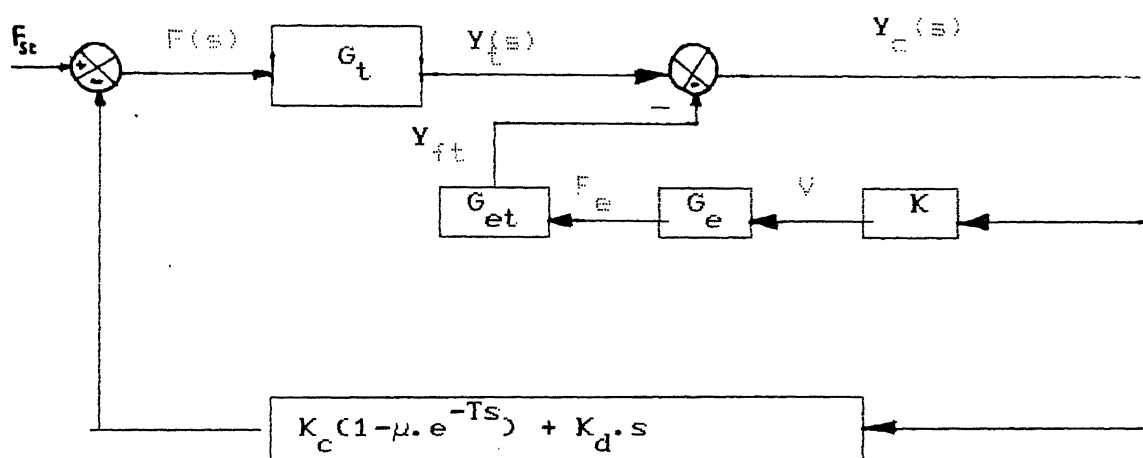 F_st
+
-
F(s)
G_t
Y_t(s)
-
Y_c(s)
−
Y_ft
G_et
F_e
G_e
V
K
K_c(1-μ.e^-Ts) + K_d.s